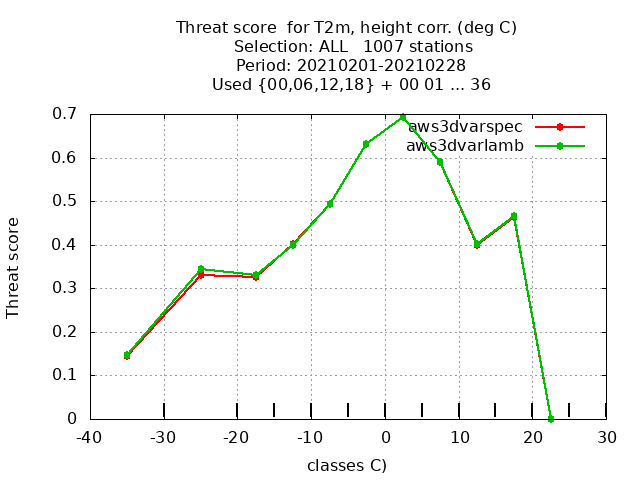 Threat score  for T2m, height corr. (deg C)
Selection: ALL   1007 stations
Period: 20210201-20210228
Used {00,06,12,18} + 00 01 ... 36
aws3dvarspec
aws3dvarlamb
Threat score
0.7
0.6
0.5
0.4
0.3
0.2
0.1
0
-40 -30 -20 -10 0 10 20 30
classes C)